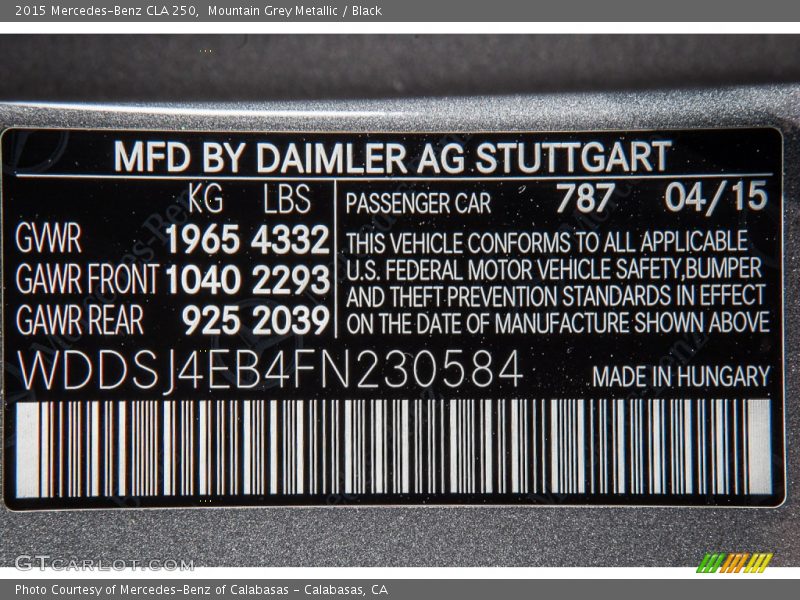 2015 Mercedes-Benz CLA 250,  Mountain Grey Metallic / Black
MFD BY DAIMLER AG STUTTGART
KG LBS
GVWR 1965 4332
GAWR FRONT 1040 2293
GAWR REAR 925 2039
PASSENGER CAR 787 04/15
THIS VEHICLE CONFORMS TO ALL APPLICABLE
U.S. FEDERAL MOTOR VEHICLE SAFETY,BUMPER
AND THEFT PREVENTION STANDARDS IN EFFECT
ON THE DATE OF MANUFACTURE SHOWN ABOVE
WDDSJ4EB4FN230584
MADE IN HUNGARY
GTCARLOT.COM
Photo Courtesy of Mercedes-Benz of Calabasas - Calabasas, CA